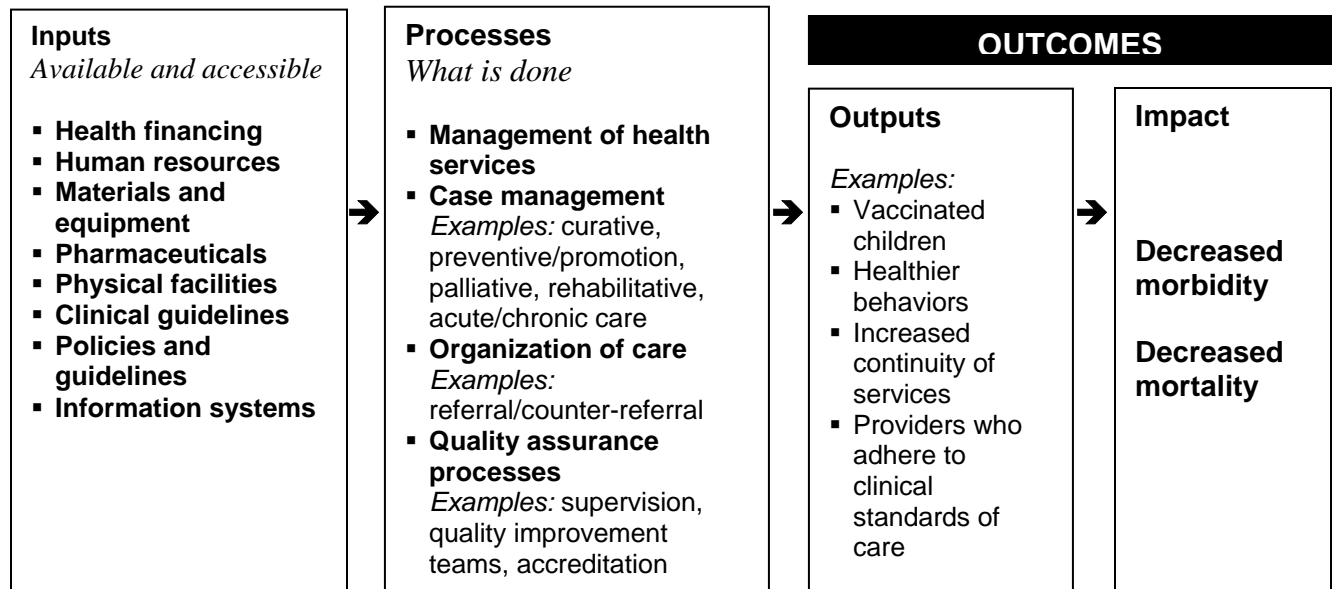 Inputs
Available and accessible
▪ Health financing
▪ Human resources
▪ Materials and
equipment
▪ Pharmaceuticals
▪ Physical facilities
▪ Clinical guidelines
▪ Policies and
guidelines
▪ Information systems
Processes
What is done
▪ Management of health
services
▪ Case management
Examples: curative,
preventive/promotion,
palliative, rehabilitative,
acute/chronic care
▪ Organization of care
Examples:
referral/counter-referral
▪ Quality assurance
processes
Examples: supervision,
quality improvement
teams, accreditation
OUTCOMES
Outputs
Examples:
▪ Vaccinated
children
▪ Healthier
behaviors
▪ Increased
continuity of
services
▪ Providers who
adhere to
clinical
standards of
care
Impact
Decreased
morbidity
Decreased
mortality